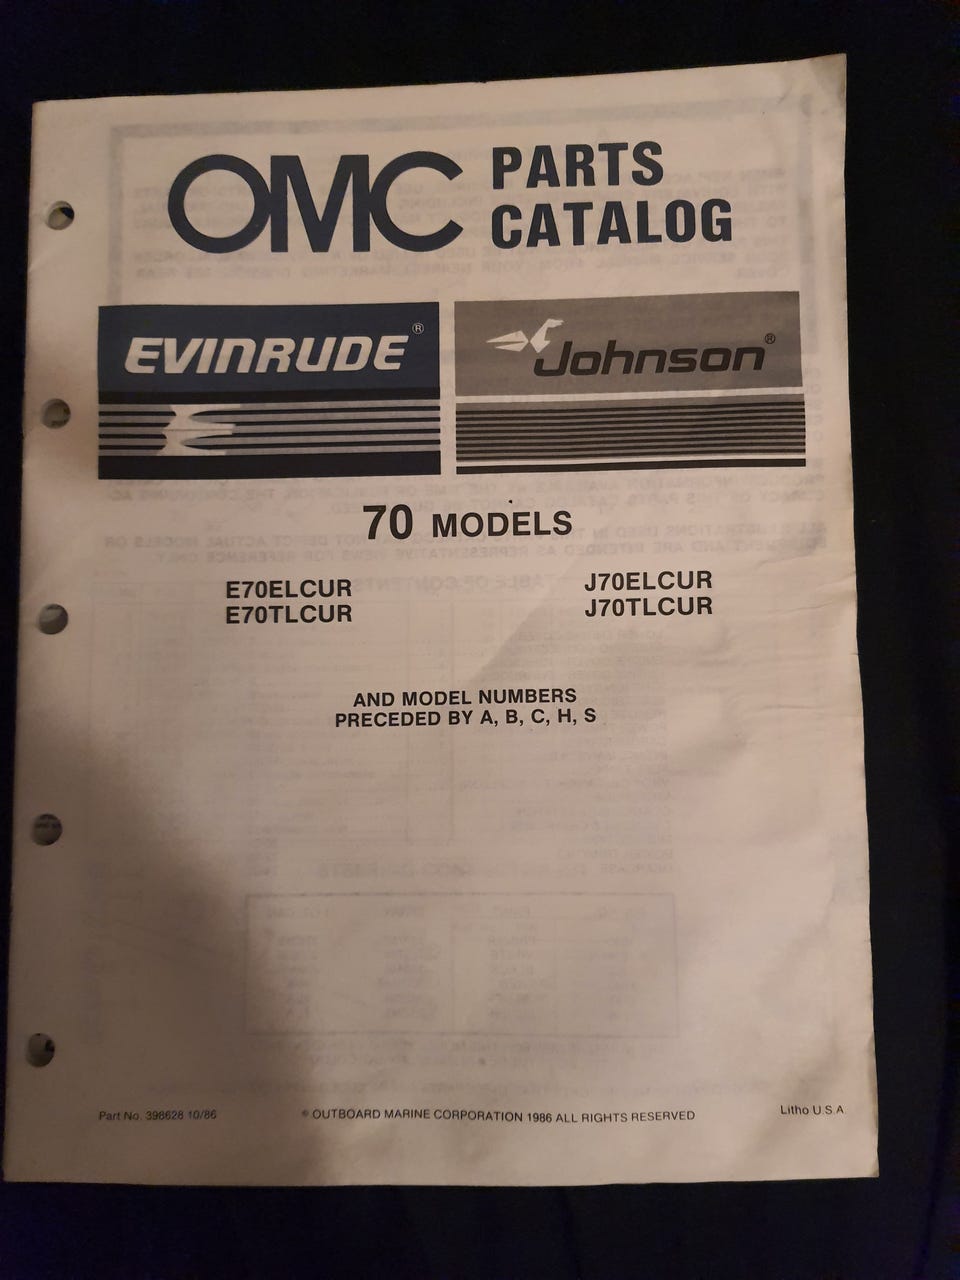 OMC PARTS
CATALOG
EVINRUDE®
Johnson®
70 MODELS
E70ELCUR
E70TLCUR
J70ELCUR
J70TLCUR
AND MODEL NUMBERS
PRECEDED BY A, B, C, H, S
Part No. 398628 10/86
© OUTBOARD MARINE CORPORATION 1986 ALL RIGHTS RESERVED
Litho U.S.A